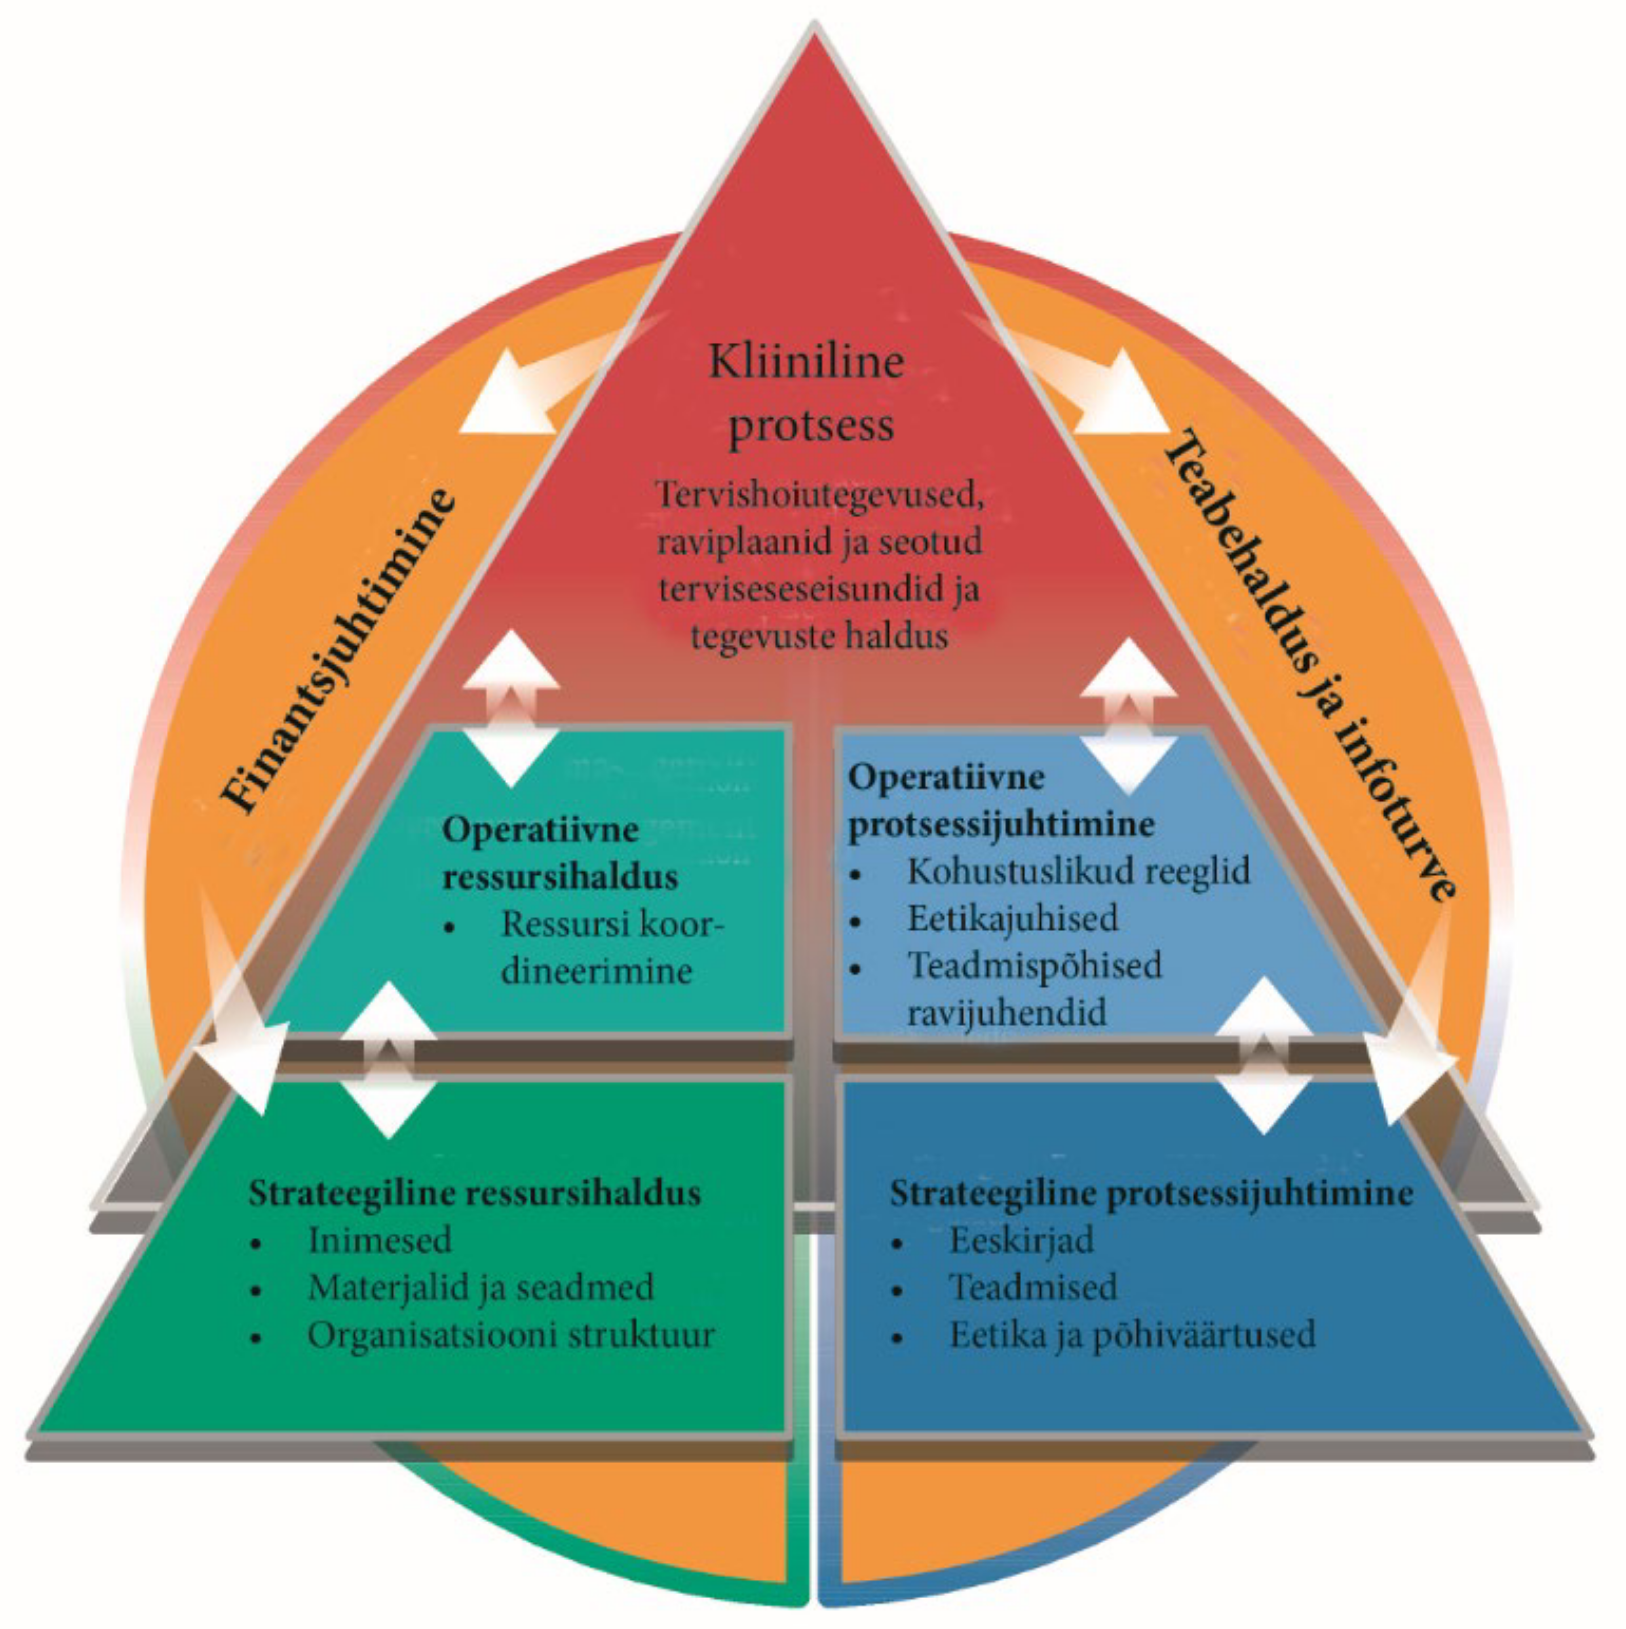 Kliiniline
protsess
Tervishoiutegevused,
raviplaanid ja seotud
terviseseseisundid ja
tegevuste haldus
Finantsjuhtimine
Teabehaldus ja infoturve
Operatiivne
ressursihaldus
• Ressursi koor-
dineerimine
Operatiivne
protsessijuhtimine
• Kohustuslikud reeglid
• Eetikajuhised
• Teadmispõhised
ravijuhendid
Strateegiline ressursihaldus
• Inimesed
• Materjalid ja seadmed
• Organisatsiooni struktuur
Strateegiline protsessijuhtimine
• Eeskirjad
• Teadmised
• Eetika ja põhiväärtused